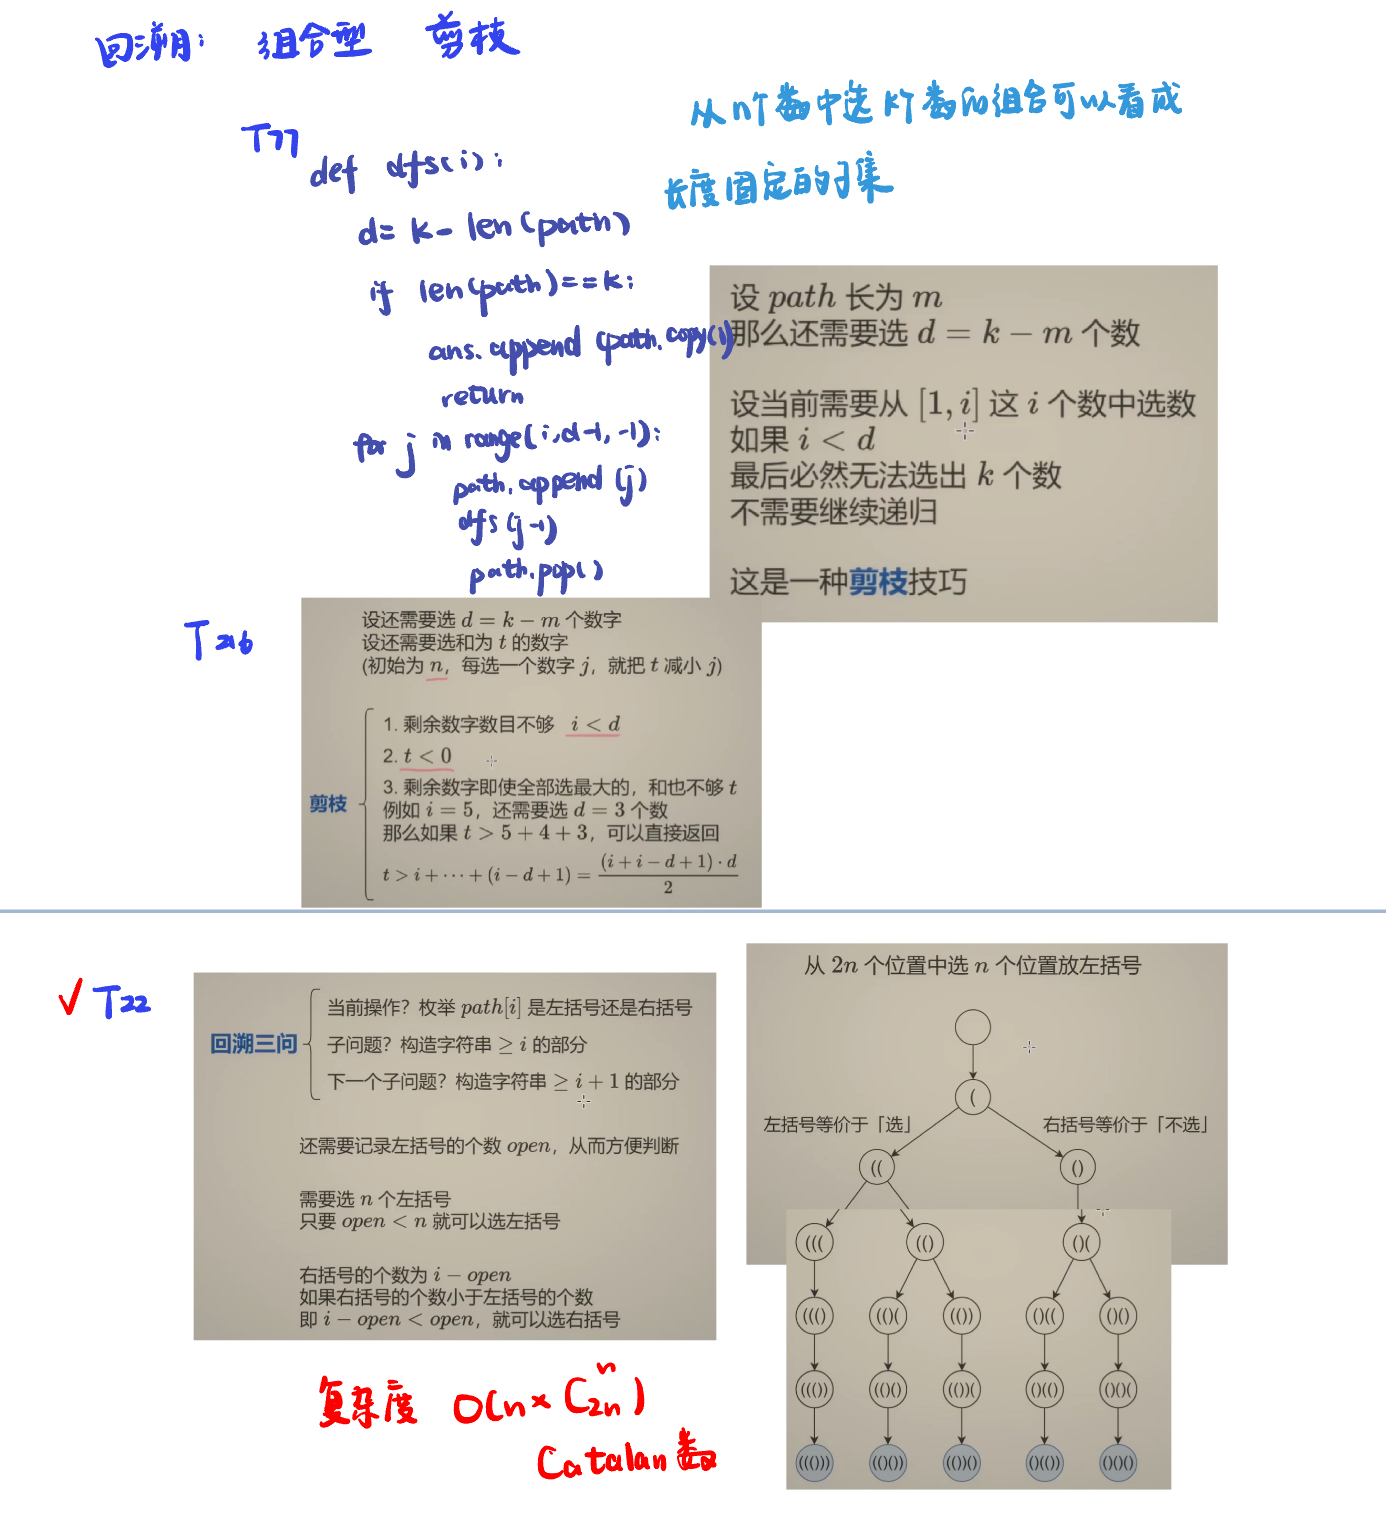 回溯： 组合型 剪枝
从n个数中选k个数的组合可以看成
长度固定的子集
T77
def dfs(i):
d= k- len(path)
if len(path)==k:
ans.append (path.copy())
return
for j in range(i,d-1,-1):
path.append (j)
dfs(j-1)
path.pop()
设 path 长为 m
那么还需要选 d = k − m 个数
设当前需要从 [1, i] 这 i 个数中选数
如果 i < d
最后必然无法选出 k 个数
不需要继续递归
这是一种剪枝技巧
T216
设还需要选 d = k − m 个数字
设还需要选和为 t 的数字
(初始为 n，每选一个数字 j，就把 t 减小 j)
剪枝
1. 剩余数字数目不够 i < d
2. t < 0
3. 剩余数字即使全部选最大的，和也不够 t
例如 i = 5，还需要选 d = 3 个数
那么如果 t > 5 + 4 + 3，可以直接返回
t > i + ⋯ + (i − d + 1) = (i + i − d + 1) · d / 2
√ T22
回溯三问
当前操作？枚举 path[i] 是左括号还是右括号
子问题？构造字符串 ≥ i 的部分
下一个子问题？构造字符串 ≥ i + 1 的部分
还需要记录左括号的个数 open，从而方便判断
需要选 n 个左括号
只要 open < n 就可以选左括号
右括号的个数为 i − open
如果右括号的个数小于左括号的个数
即 i − open < open，就可以选右括号
复杂度 O(n × C₂ₙⁿ)
Catalan 数
从 2n 个位置中选 n 个位置放左括号
(
左括号等价于「选」 右括号等价于「不选」
(( ()
((( (() ()(
((() (()( (()) ()(( ()()
((()) (()() (())( ()(() ()()(
((())) (()()) (())() ()(()) ()()()